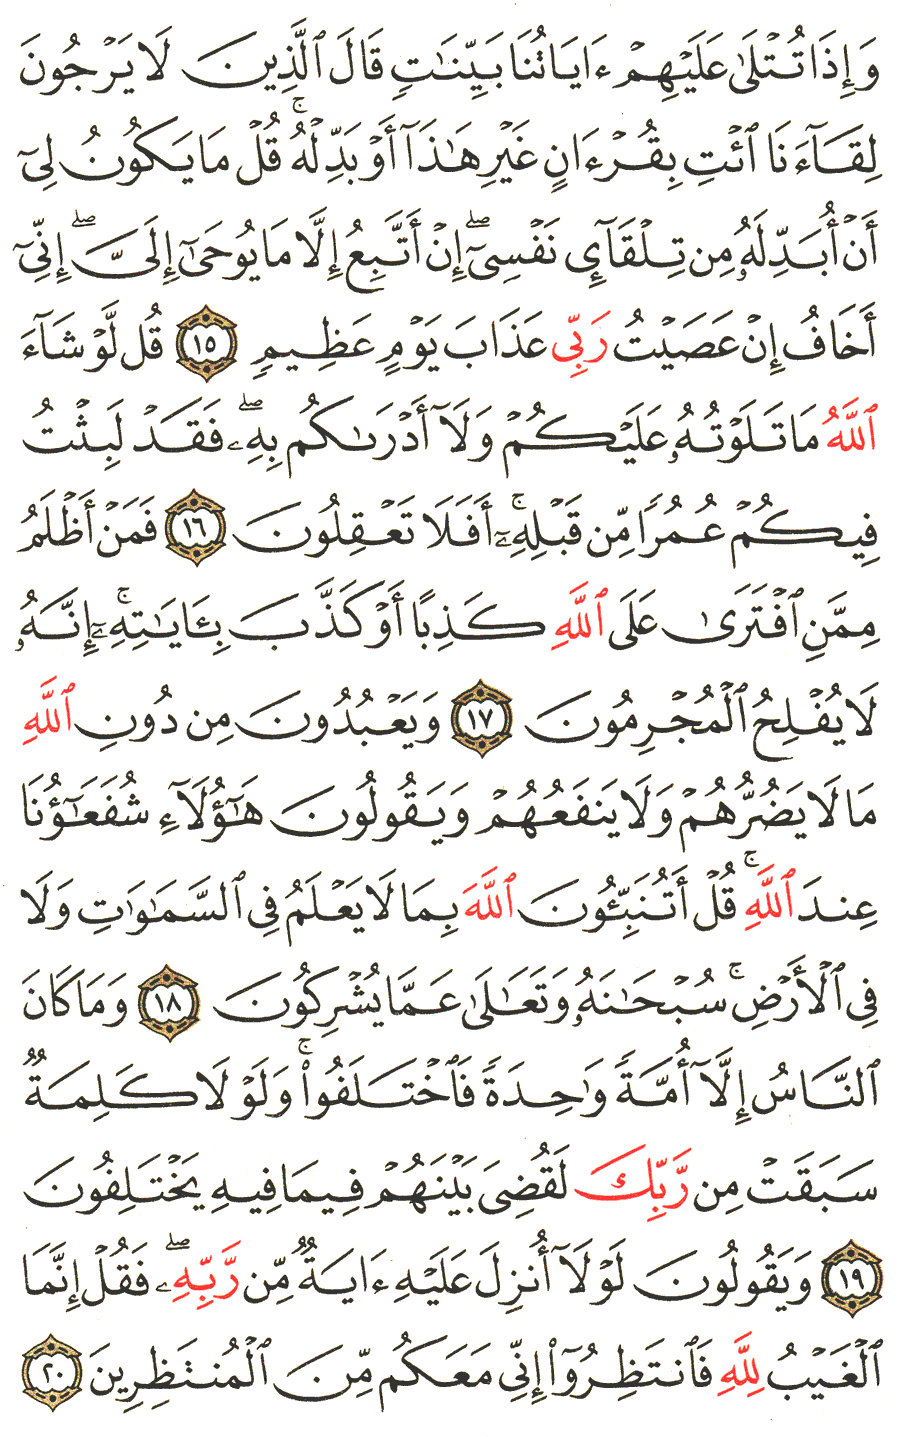 وَإِذَا تُتْلَىٰ عَلَيْهِمْ ءَايَاتُنَا بَيِّنَٰتٍ قَالَ ٱلَّذِينَ لَا يَرْجُونَ
لِقَآءَنَا ٱئْتِ بِقُرْءَانٍ غَيْرِ هَٰذَآ أَوْ بَدِّلْهُ ۚ قُلْ مَا يَكُونُ لِىٓ
أَنْ أُبَدِّلَهُۥ مِن تِلْقَآئِ نَفْسِىٓ ۖ إِنْ أَتَّبِعُ إِلَّا مَا يُوحَىٰٓ إِلَىَّ ۖ إِنِّىٓ
أَخَافُ إِنْ عَصَيْتُ رَبِّى عَذَابَ يَوْمٍ عَظِيمٍ ١٥ قُل لَّوْ شَآءَ
ٱللَّهُ مَا تَلَوْتُهُۥ عَلَيْكُمْ وَلَآ أَدْرَىٰكُم بِهِۦ ۖ فَقَدْ لَبِثْتُ
فِيكُمْ عُمُرًا مِّن قَبْلِهِۦٓ ۚ أَفَلَا تَعْقِلُونَ ١٦ فَمَنْ أَظْلَمُ
مِمَّنِ ٱفْتَرَىٰ عَلَى ٱللَّهِ كَذِبًا أَوْ كَذَّبَ بِـَٔايَٰتِهِۦٓ ۚ إِنَّهُۥ
لَا يُفْلِحُ ٱلْمُجْرِمُونَ ١٧ وَيَعْبُدُونَ مِن دُونِ ٱللَّهِ
مَا لَا يَضُرُّهُمْ وَلَا يَنفَعُهُمْ وَيَقُولُونَ هَٰٓؤُلَآءِ شُفَعَٰٓؤُنَا
عِندَ ٱللَّهِ ۚ قُلْ أَتُنَبِّـُٔونَ ٱللَّهَ بِمَا لَا يَعْلَمُ فِى ٱلسَّمَٰوَٰتِ وَلَا
فِى ٱلْأَرْضِ ۚ سُبْحَٰنَهُۥ وَتَعَٰلَىٰ عَمَّا يُشْرِكُونَ ١٨ وَمَا كَانَ
ٱلنَّاسُ إِلَّآ أُمَّةً وَٰحِدَةً فَٱخْتَلَفُوا۟ ۚ وَلَوْلَا كَلِمَةٌ
سَبَقَتْ مِن رَّبِّكَ لَقُضِىَ بَيْنَهُمْ فِيمَا فِيهِ يَخْتَلِفُونَ
١٩ وَيَقُولُونَ لَوْلَآ أُنزِلَ عَلَيْهِ ءَايَةٌ مِّن رَّبِّهِۦ ۖ فَقُلْ إِنَّمَا
ٱلْغَيْبُ لِلَّهِ فَٱنتَظِرُوٓا۟ إِنِّى مَعَكُم مِّنَ ٱلْمُنتَظِرِينَ ٢٠